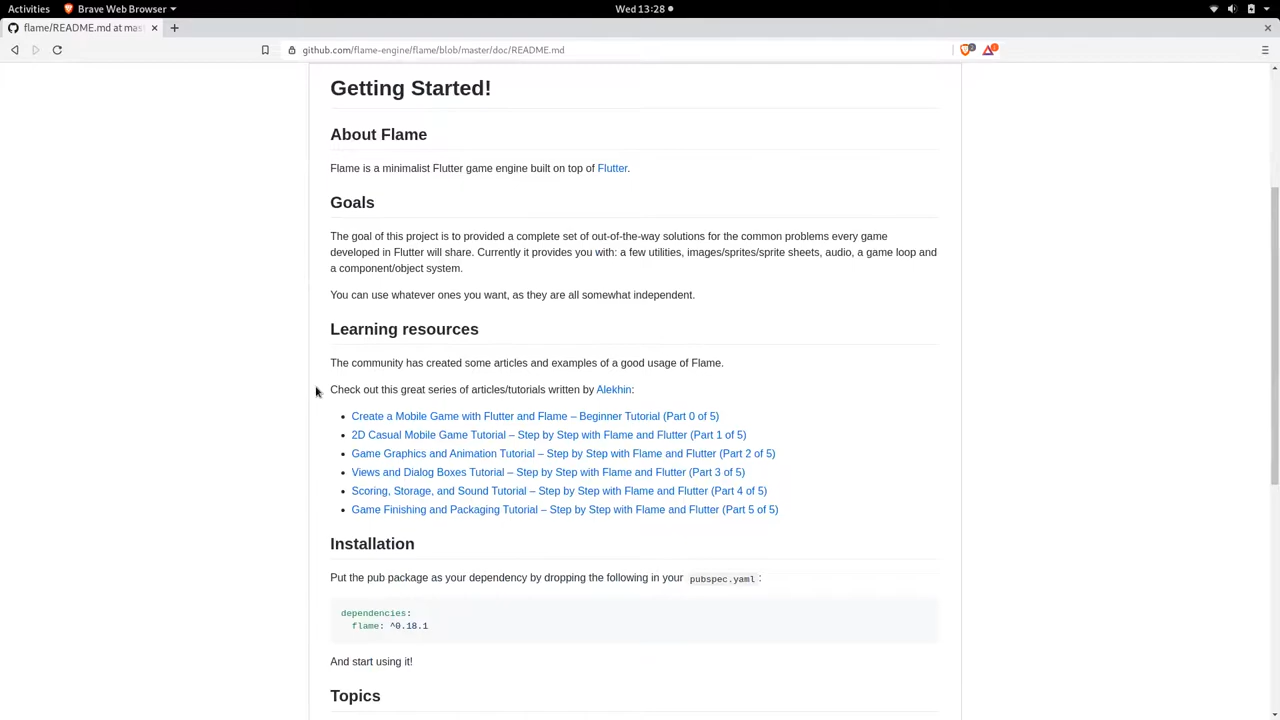 Activities
Brave Web Browser
Wed 13:28
flame/README.md at mas
github.com/flame-engine/flame/blob/master/doc/README.md
Getting Started!
About Flame
Flame is a minimalist Flutter game engine built on top of Flutter.
Goals
The goal of this project is to provided a complete set of out-of-the-way solutions for the common problems every game
developed in Flutter will share. Currently it provides you with: a few utilities, images/sprites/sprite sheets, audio, a game loop and
a component/object system.
You can use whatever ones you want, as they are all somewhat independent.
Learning resources
The community has created some articles and examples of a good usage of Flame.
Check out this great series of articles/tutorials written by Alekhin:
Create a Mobile Game with Flutter and Flame – Beginner Tutorial (Part 0 of 5)
2D Casual Mobile Game Tutorial – Step by Step with Flame and Flutter (Part 1 of 5)
Game Graphics and Animation Tutorial – Step by Step with Flame and Flutter (Part 2 of 5)
Views and Dialog Boxes Tutorial – Step by Step with Flame and Flutter (Part 3 of 5)
Scoring, Storage, and Sound Tutorial – Step by Step with Flame and Flutter (Part 4 of 5)
Game Finishing and Packaging Tutorial – Step by Step with Flame and Flutter (Part 5 of 5)
Installation
Put the pub package as your dependency by dropping the following in your pubspec.yaml :
dependencies:
flame: ^0.18.1
And start using it!
Topics